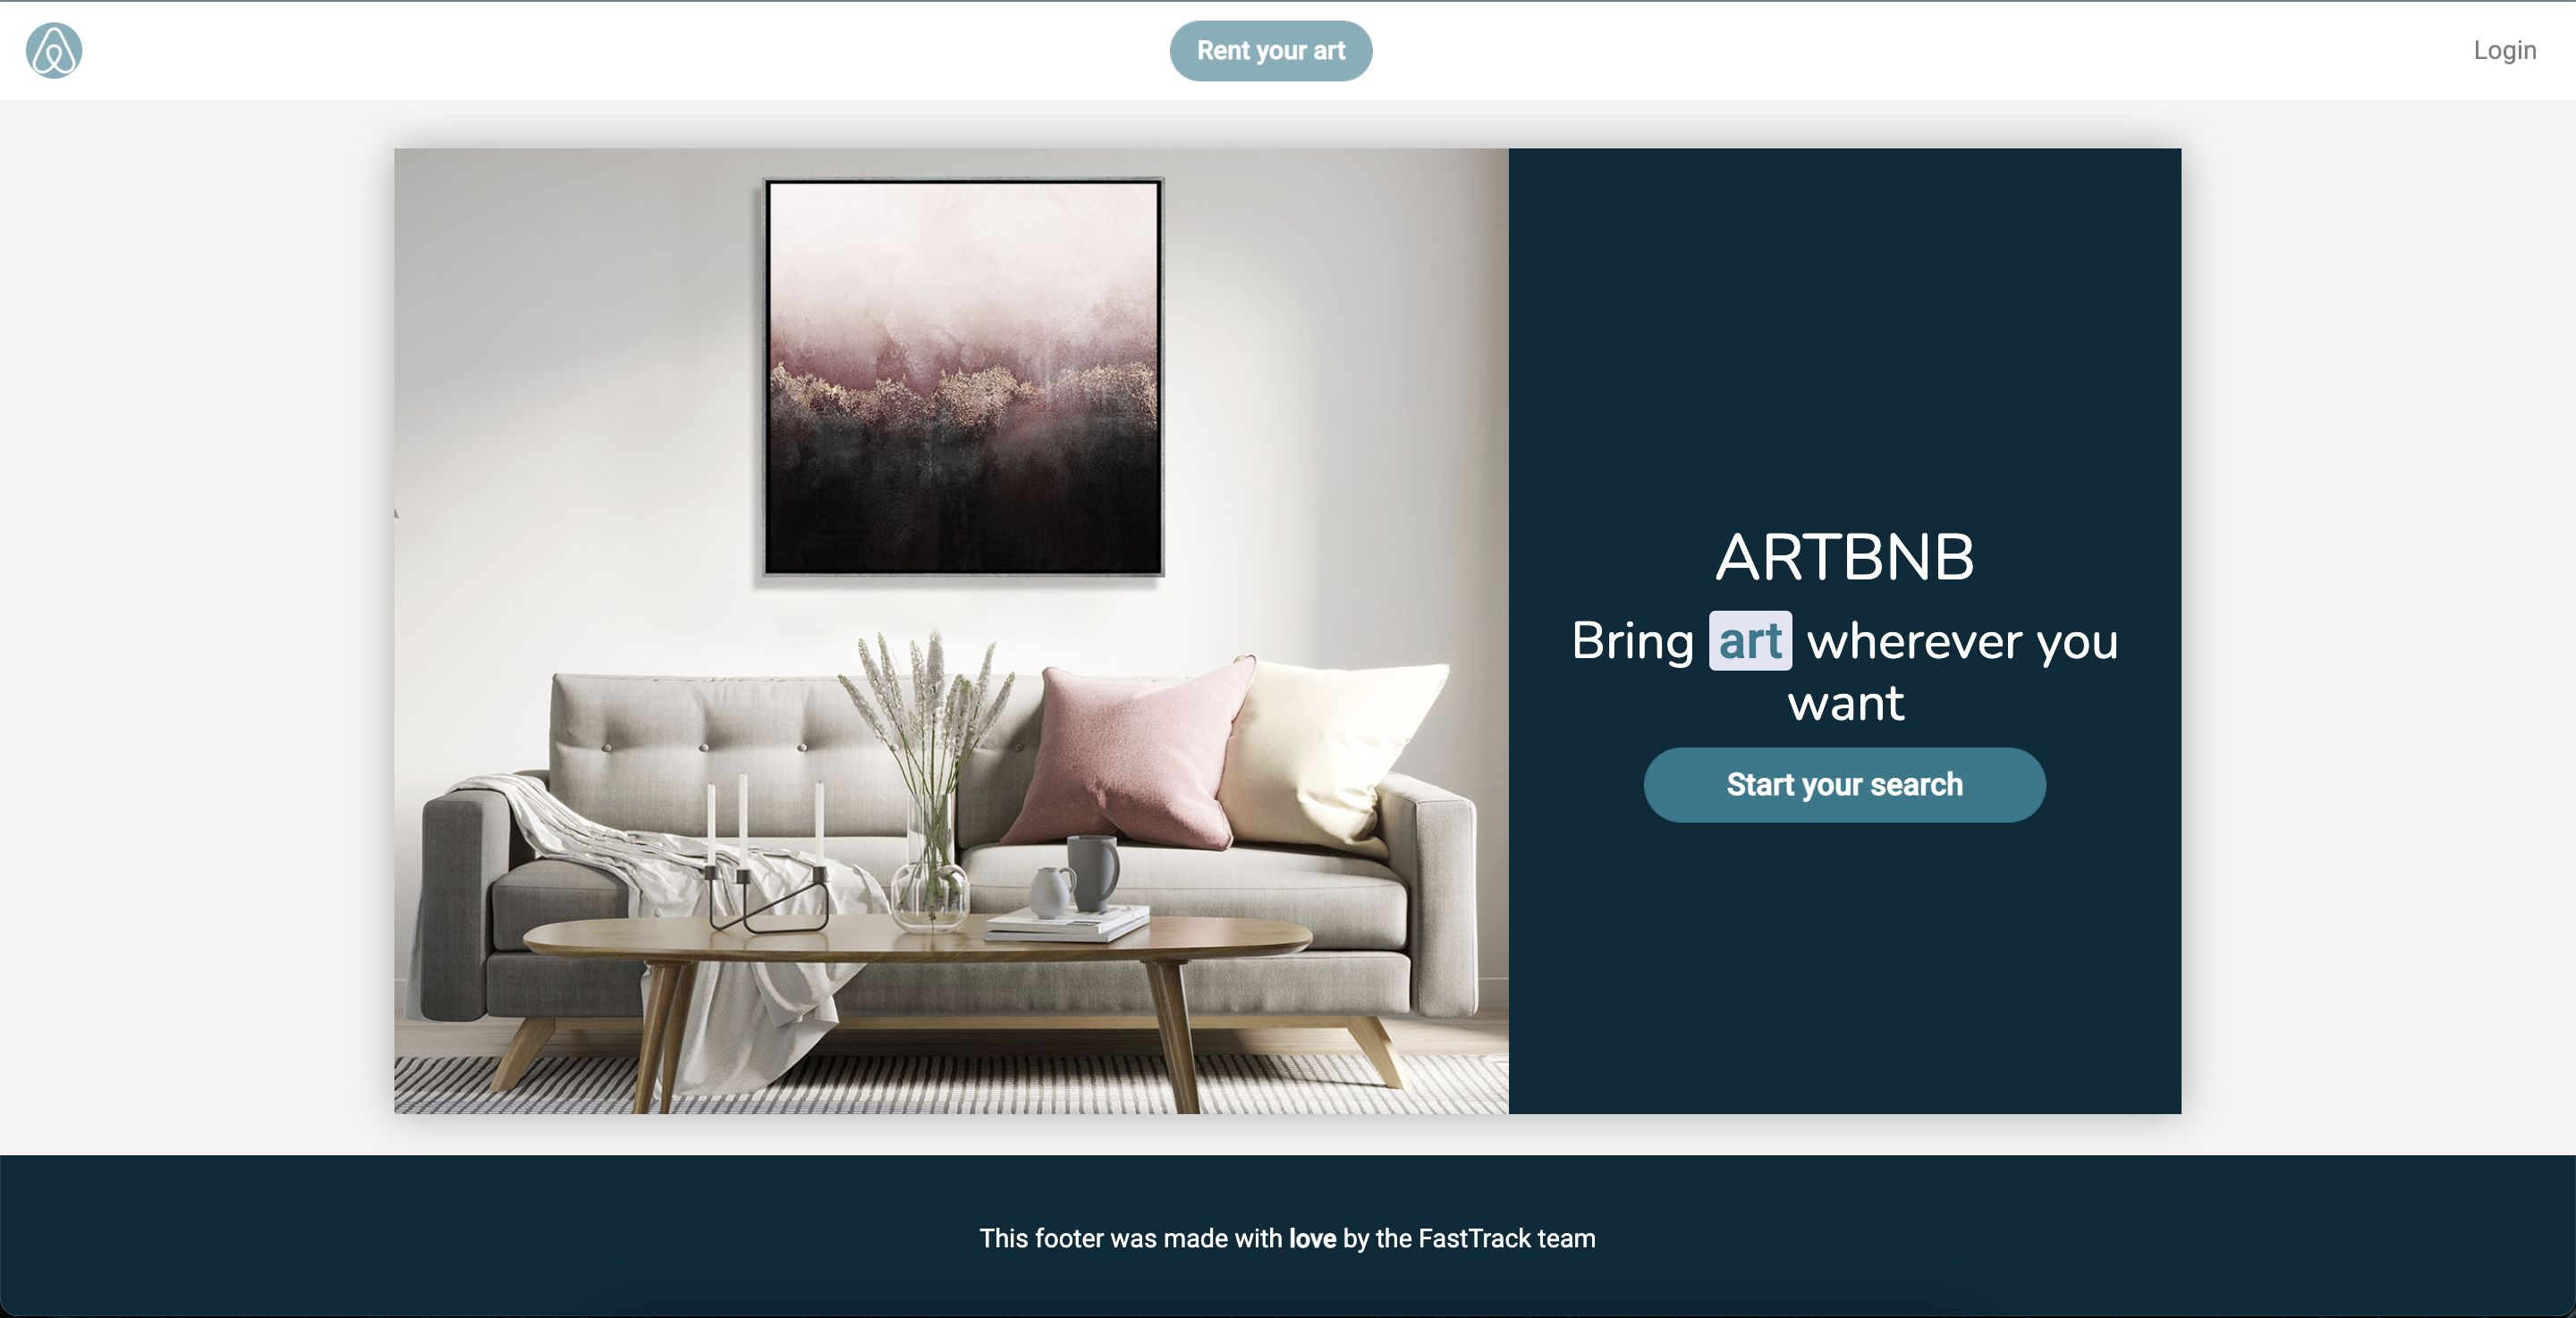 Rent your art
Login
ARTBNB
Bring art wherever you
want
Start your search
This footer was made with love by the FastTrack team